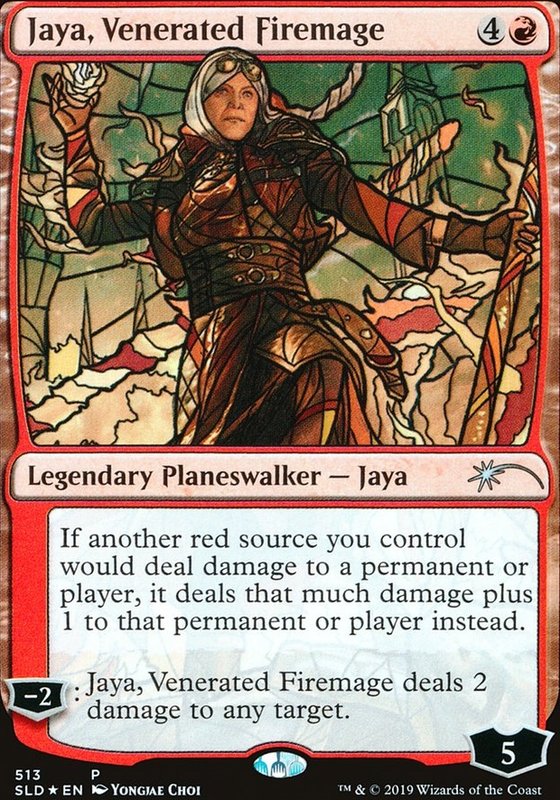 Jaya, Venerated Firemage 4
Legendary Planeswalker — Jaya
If another red source you control
would deal damage to a permanent or
player, it deals that much damage plus
1 to that permanent or player instead.
-2 : Jaya, Venerated Firemage deals 2
damage to any target.
5
513 P
SLD ★ EN Yongjae Choi
™ & © 2019 Wizards of the Coast